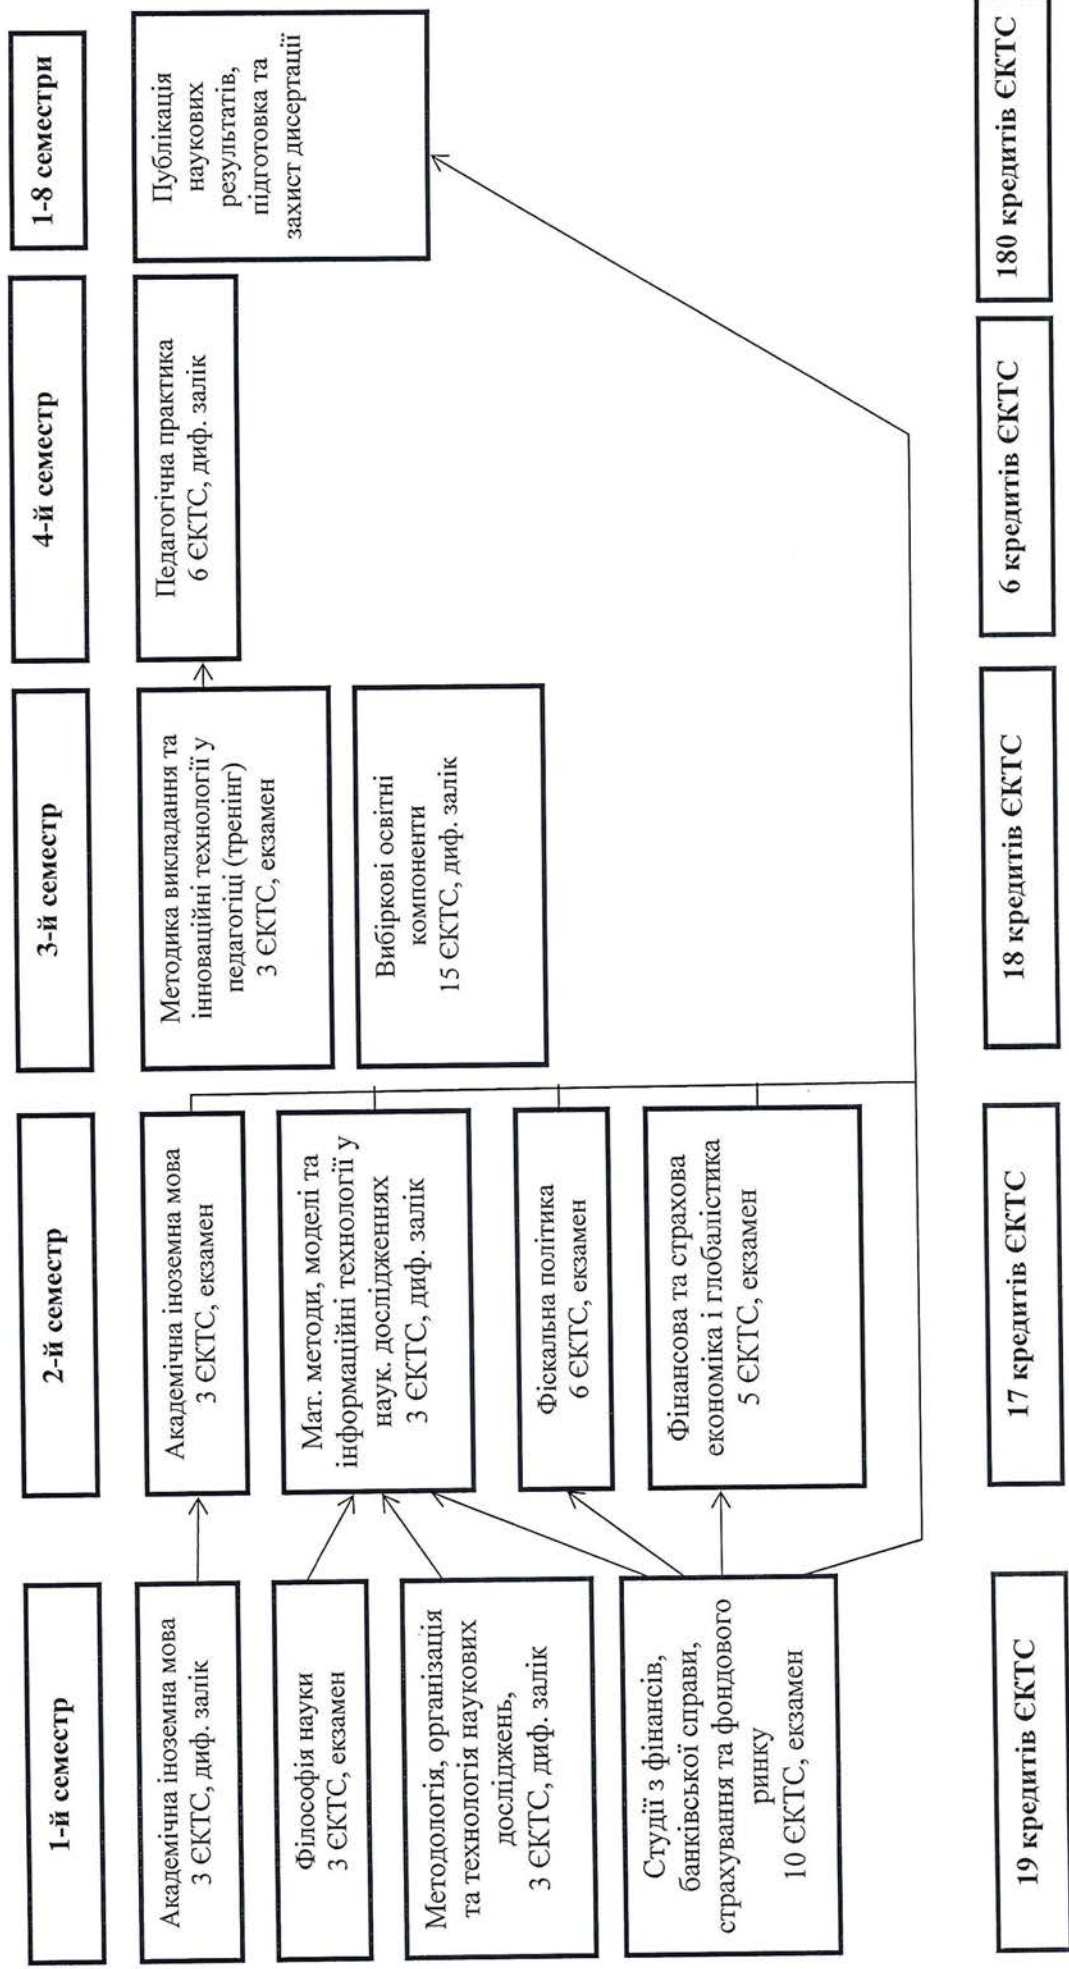 1-й семестр
2-й семестр
3-й семестр
4-й семестр
1-8 семестри
Академічна іноземна мова
3 ЄКТС, диф. залік
Філософія науки
3 ЄКТС, екзамен
Методологія, організація
та технологія наукових
досліджень,
3 ЄКТС, диф. залік
Студії з фінансів,
банківської справи,
страхування та фондового
ринку
10 ЄКТС, екзамен
Академічна іноземна мова
3 ЄКТС, екзамен
Мат. методи, моделі та
інформаційні технології у
наук. дослідженнях
3 ЄКТС, диф. залік
Фіскальна політика
6 ЄКТС, екзамен
Фінансова та страхова
економіка і глобалістика
5 ЄКТС, екзамен
Методика викладання та
інноваційні технології у
педагогіці (тренінг)
3 ЄКТС, екзамен
Вибіркові освітні
компоненти
15 ЄКТС, диф. залік
Педагогічна практика
6 ЄКТС, диф. залік
Публікація
наукових
результатів,
підготовка та
захист дисертації
19 кредитів ЄКТС
17 кредитів ЄКТС
18 кредитів ЄКТС
6 кредитів ЄКТС
180 кредитів ЄКТС